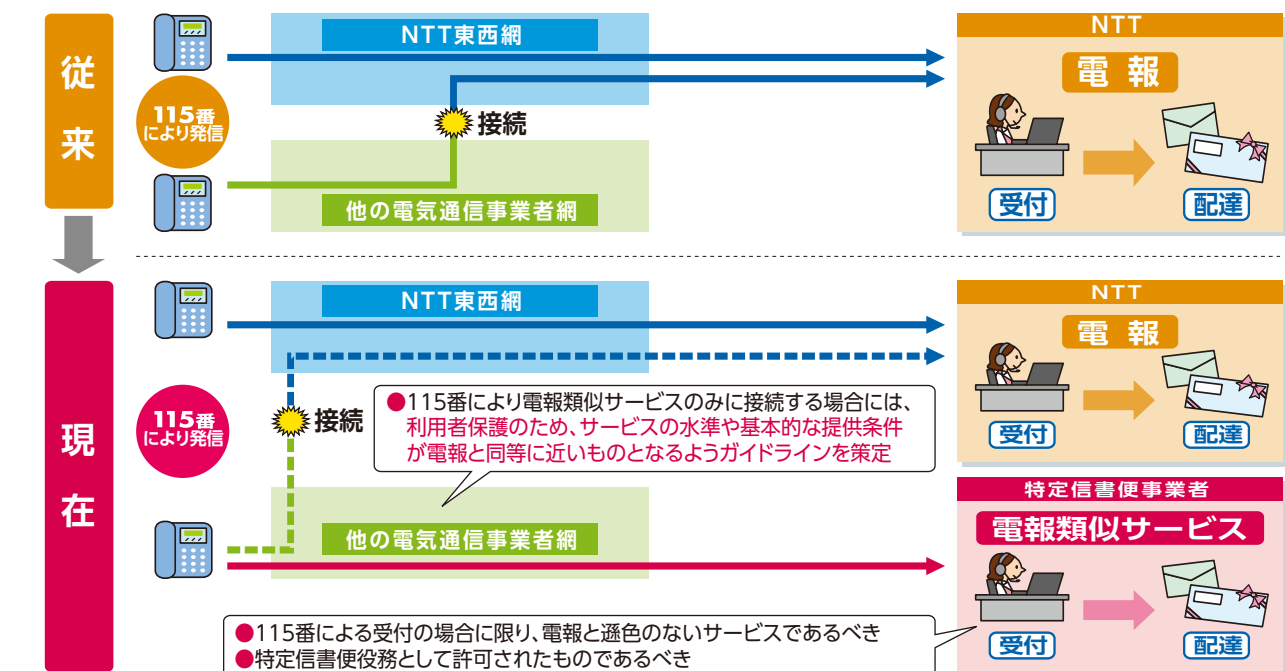 従来
115番
により発信
NTT東西網
接続
他の電気通信事業者網
NTT
電報
受付
配達
現在
115番
により発信
NTT東西網
接続
●115番により電報類似サービスのみに接続する場合には、
利用者保護のため、サービスの水準や基本的な提供条件
が電報と同等に近いものとなるようガイドラインを策定
他の電気通信事業者網
NTT
電報
受付
配達
特定信書便事業者
電報類似サービス
受付
配達
●115番による受付の場合に限り、電報と遜色のないサービスであるべき
●特定信書便役務として許可されたものであるべき